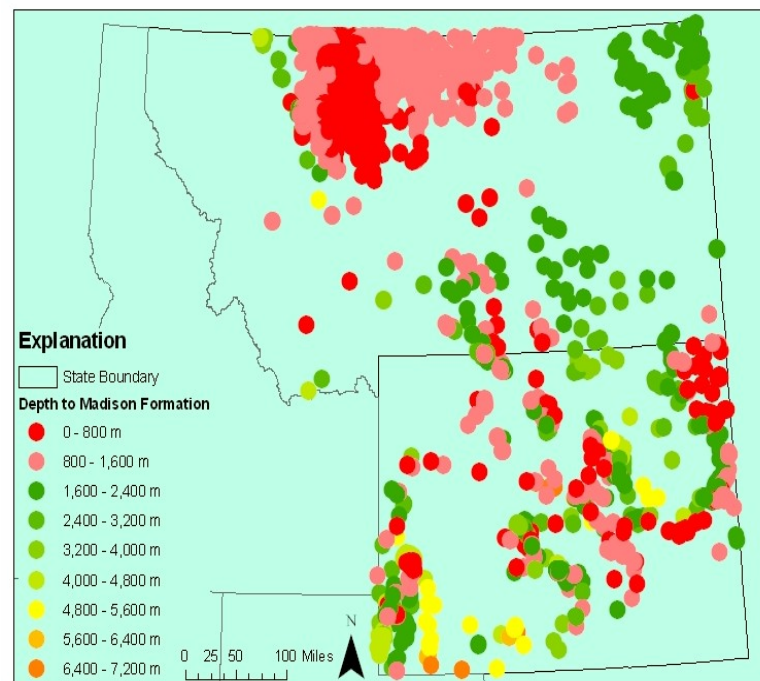 Explanation
State Boundary
Depth to Madison Formation
0 - 800 m
800 - 1,600 m
1,600 - 2,400 m
2,400 - 3,200 m
3,200 - 4,000 m
4,000 - 4,800 m
4,800 - 5,600 m
5,600 - 6,400 m
6,400 - 7,200 m
N
0 25 50 100 Miles